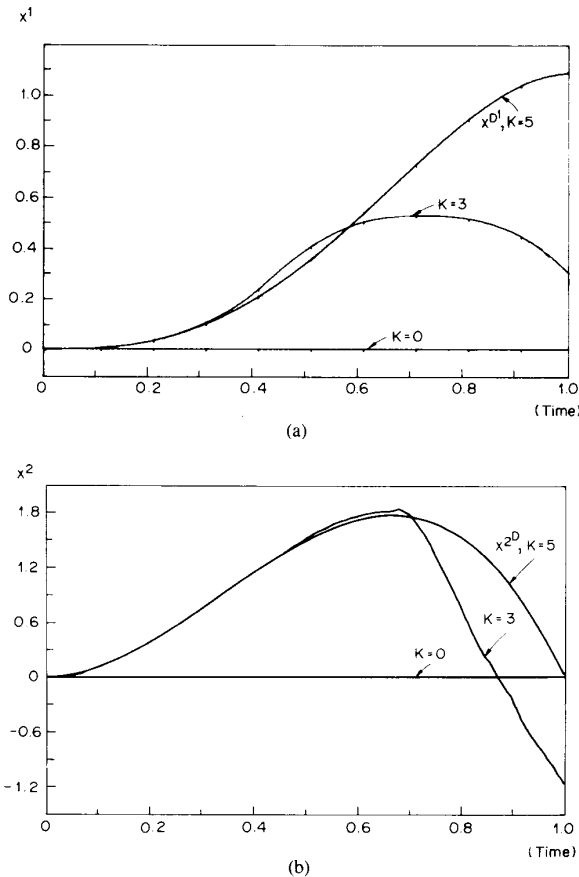 x¹
1.0
0.8
0.6
0.4
0.2
0
x^D¹, K=5
K=3
K=0
0 0.2 0.4 0.6 0.8 1.0
(Time)
(a)
x²
1.8
1.2
0.6
0
-0.6
-1.2
x²^D, K=5
K=3
K=0
0 0.2 0.4 0.6 0.8 1.0
(Time)
(b)